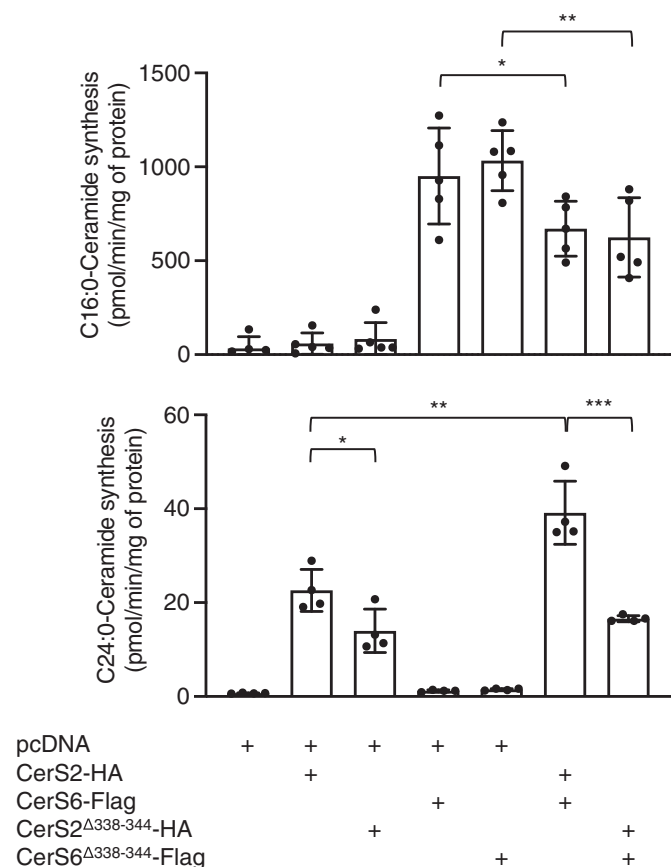 **
*
1500
1000
500
0
C16:0-Ceramide synthesis
(pmol/min/mg of protein)
**
***
*
60
40
20
0
C24:0-Ceramide synthesis
(pmol/min/mg of protein)
pcDNA + + + + +
CerS2-HA + +
CerS6-Flag + +
CerS2Δ338-344-HA + +
CerS6Δ338-344-Flag + +